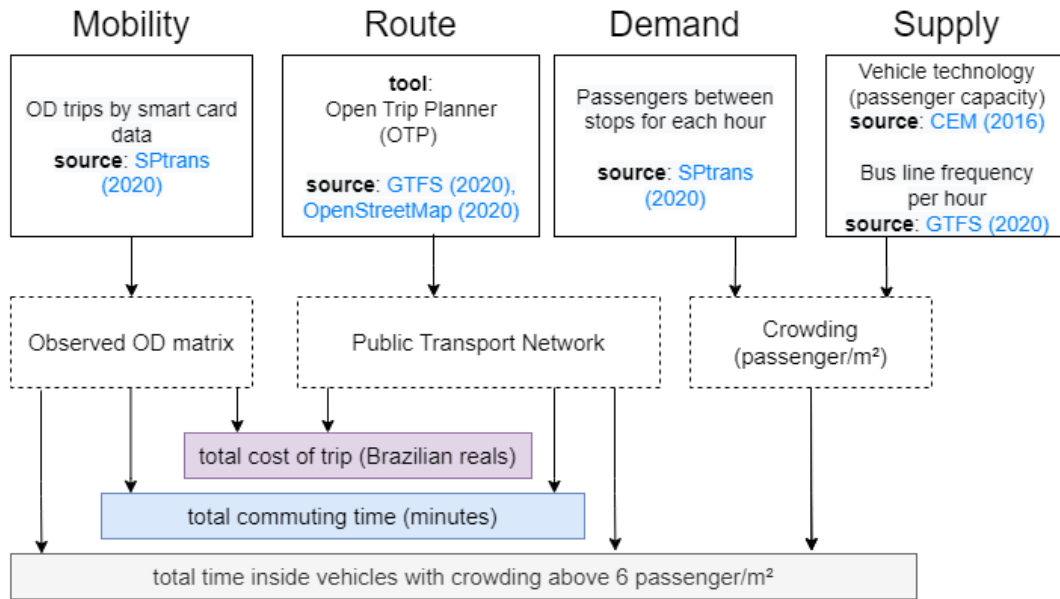 Mobility
Route
Demand
Supply
OD trips by smart card
data
source: SPtrans
(2020)
tool:
Open Trip Planner
(OTP)
source: GTFS (2020),
OpenStreetMap (2020)
Passengers between
stops for each hour
source: SPtrans
(2020)
Vehicle technology
(passenger capacity)
source: CEM (2016)
Bus line frequency
per hour
source: GTFS (2020)
Observed OD matrix
Public Transport Network
Crowding
(passenger/m²)
total cost of trip (Brazilian reals)
total commuting time (minutes)
total time inside vehicles with crowding above 6 passenger/m²